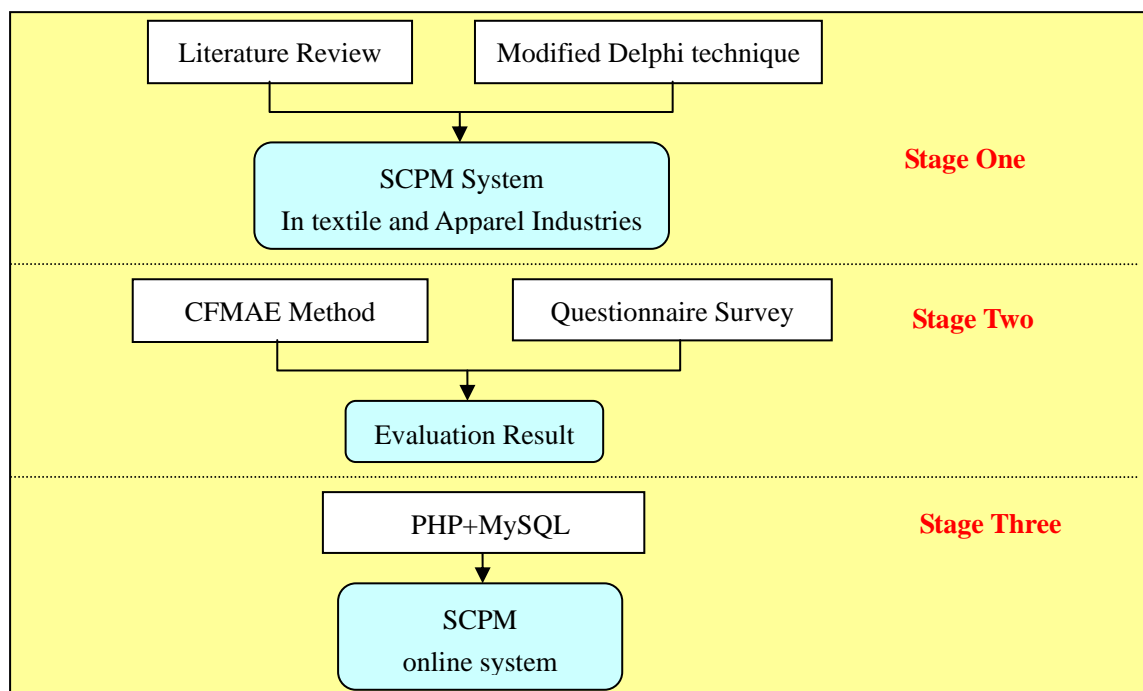 Literature Review
Modified Delphi technique
SCPM System
In textile and Apparel Industries
Stage One
CFMAE Method
Questionnaire Survey
Stage Two
Evaluation Result
PHP+MySQL
Stage Three
SCPM
online system